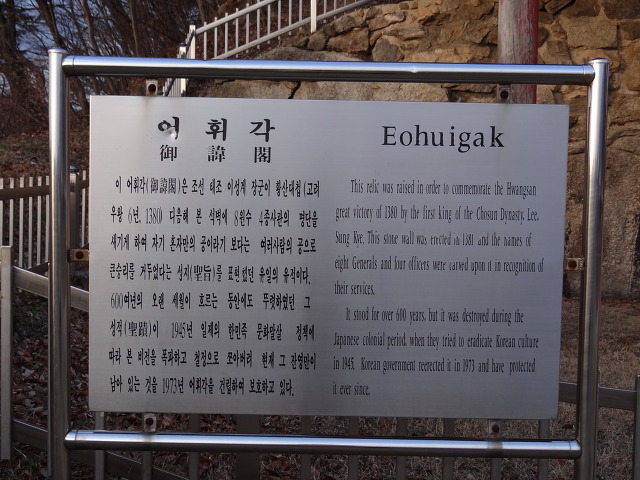 어휘각
御諱閣
이 어휘각(御諱閣)은 조선 태조 이성계 장군이 황산대첩(고려
우왕 6년, 1380) 다음해 본 석벽에 8원수 4종사관의 명단을
새기게 하여 자기 혼자만의 공이라기 보다는 여러사람의 공으로
큰승리를 거두었다는 성지(聖旨)를 표현했던 유일의 유적이다.
600여년의 오랜 세월이 흐르는 동안에도 뚜렷하였던 그
성적(聖蹟)이 1945년 일제의 한민족 문화말살 정책에
따라 본 비전을 폭파하고 철정으로 쪼아버려 현재 그 잔영만이
남아 있는 것을 1973년 어휘각을 건립하여 보호하고 있다.
Eohuigak
This relic was raised in order to commemorate the Hwangsan
great victory of 1380 by the first king of the Chosun Dynasty, Lee,
Sung Kye. This stone wall was erected in 1381 and the names of
eight Generals and four officers were carved upon it in recognition of
their services.
It stood for over 600 years, but it was destroyed during the
Japanese colonial period, when they tried to eradicate Korean culture
in 1945. Korean government reerected it in 1973 and have protected
it ever since.